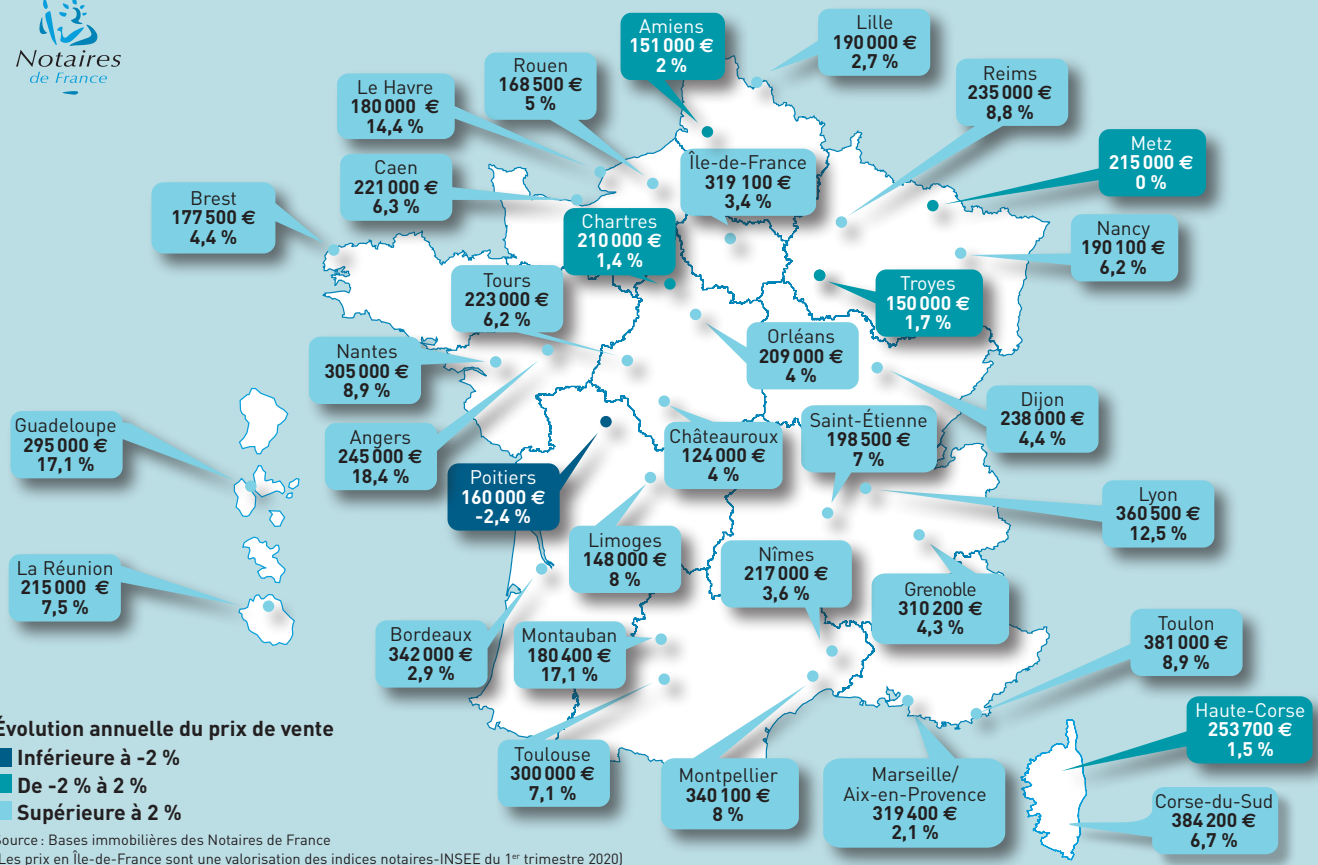 Notaires
de France
Amiens
151 000 €
2 %
Lille
190 000 €
2,7 %
Rouen
168 500 €
5 %
Reims
235 000 €
8,8 %
Le Havre
180 000 €
14,4 %
Metz
215 000 €
0 %
Île-de-France
319 100 €
3,4 %
Caen
221 000 €
6,3 %
Brest
177 500 €
4,4 %
Chartres
210 000 €
1,4 %
Nancy
190 100 €
6,2 %
Tours
223 000 €
6,2 %
Troyes
150 000 €
1,7 %
Orléans
209 000 €
4 %
Nantes
305 000 €
8,9 %
Dijon
238 000 €
4,4 %
Guadeloupe
295 000 €
17,1 %
Angers
245 000 €
18,4 %
Châteauroux
124 000 €
4 %
Saint-Étienne
198 500 €
7 %
Poitiers
160 000 €
-2,4 %
Lyon
360 500 €
12,5 %
Limoges
148 000 €
8 %
Nîmes
217 000 €
3,6 %
La Réunion
215 000 €
7,5 %
Grenoble
310 200 €
4,3 %
Bordeaux
342 000 €
2,9 %
Montauban
180 400 €
17,1 %
Toulon
381 000 €
8,9 %
Haute-Corse
253 700 €
1,5 %
Toulouse
300 000 €
7,1 %
Montpellier
340 100 €
8 %
Marseille/
Aix-en-Provence
319 400 €
2,1 %
Corse-du-Sud
384 200 €
6,7 %
Évolution annuelle du prix de vente
Inférieure à -2 %
De -2 % à 2 %
Supérieure à 2 %
Source : Bases immobilières des Notaires de France
(Les prix en Île-de-France sont une valorisation des indices notaires-INSEE du 1er trimestre 2020)